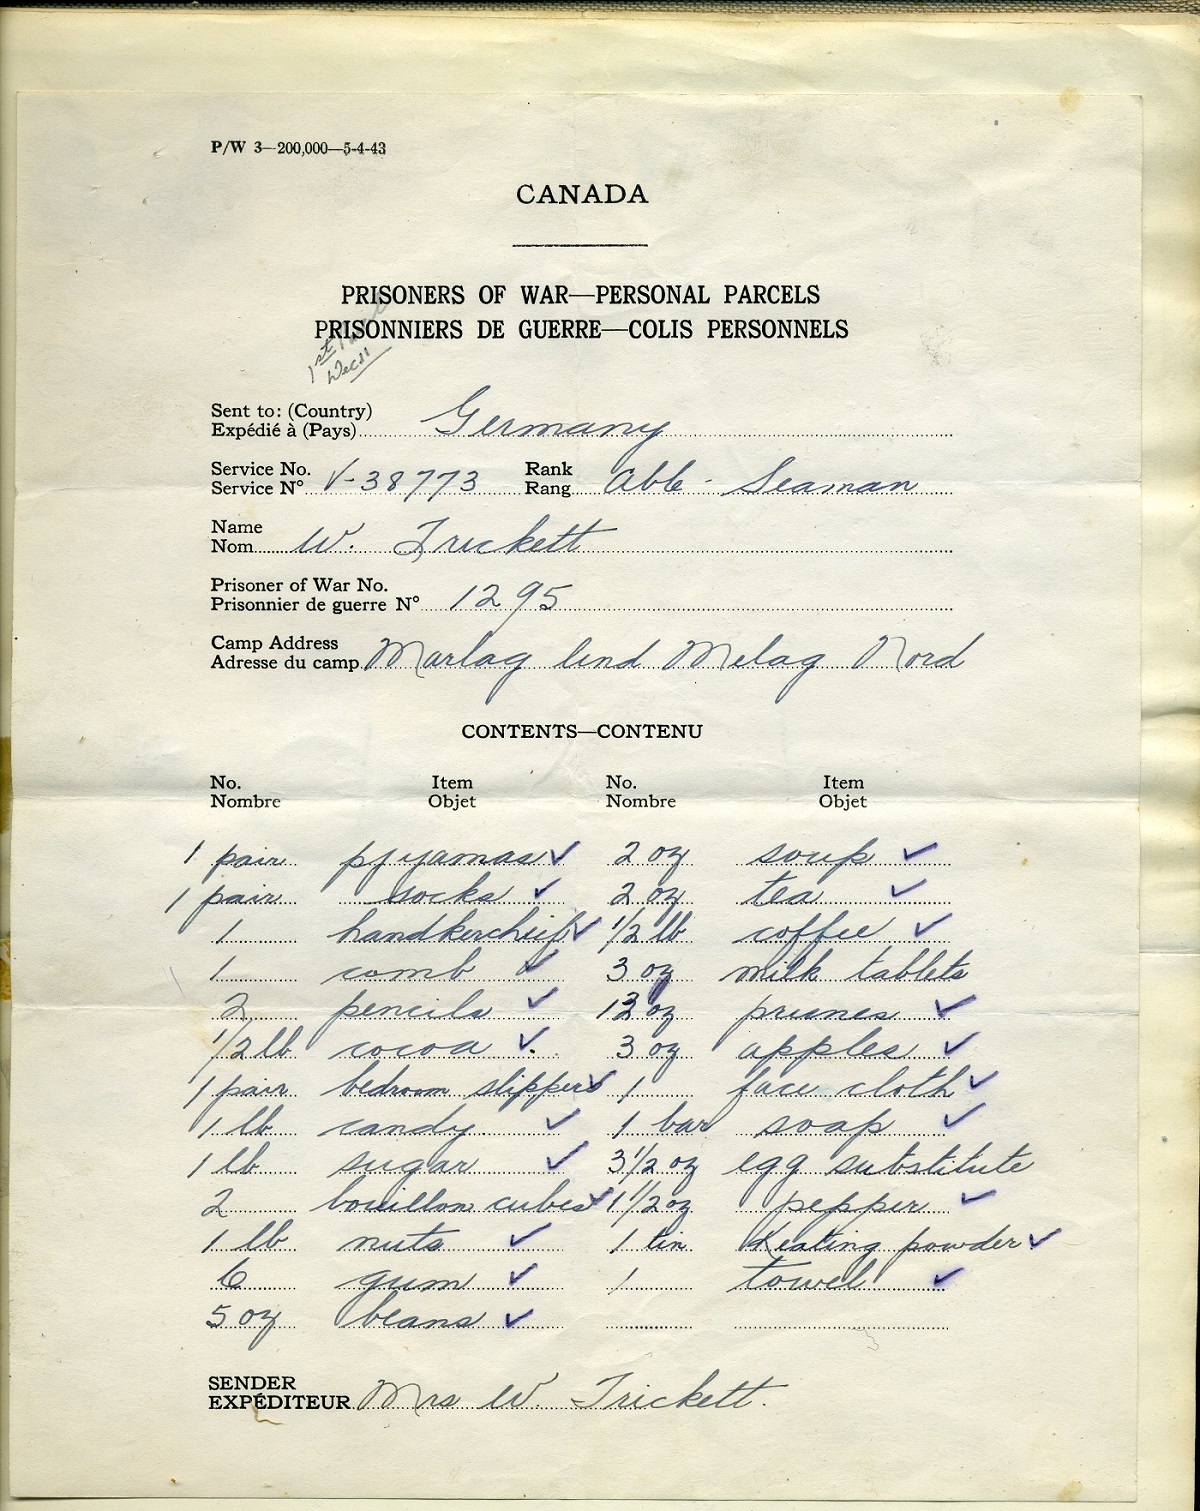 P/W 3—200,000—5-4-43
CANADA
PRISONERS OF WAR—PERSONAL PARCELS
PRISONNIERS DE GUERRE—COLIS PERSONNELS
1st
Dec 11
Sent to: (Country)
Expédié à (Pays) Germany
Service No. Rank
Service N° V-38773 Rang Able - Seaman
Name
Nom W. Trickett
Prisoner of War No.
Prisonnier de guerre N° 1295
Camp Address
Adresse du camp Marlag Und Milag Nord
CONTENTS—CONTENU
No. Item No. Item
Nombre Objet Nombre Objet
1 pair pyjamas ✓ 2 oz soup ✓
1 pair socks ✓ 2 oz tea ✓
1 handkercheif ✓ 1/2 lb coffee ✓
1 comb ✓ 3 oz milk tablets
2 pencils ✓ 12 oz prunes ✓
1/2 lb cocoa ✓ 3 oz apples ✓
1 pair bedroom slippers ✓ 1 face cloth ✓
1 lb candy ✓ 1 bar soap ✓
1 lb sugar ✓ 3 1/2 oz egg substitute
2 bouillon cubes ✓ 1 1/2 oz pepper ✓
1 lb nuts ✓ 1 tin Keating powder ✓
6 gum ✓ 1 towel ✓
5 oz beans ✓
SENDER
EXPÉDITEUR Mrs W. Trickett.